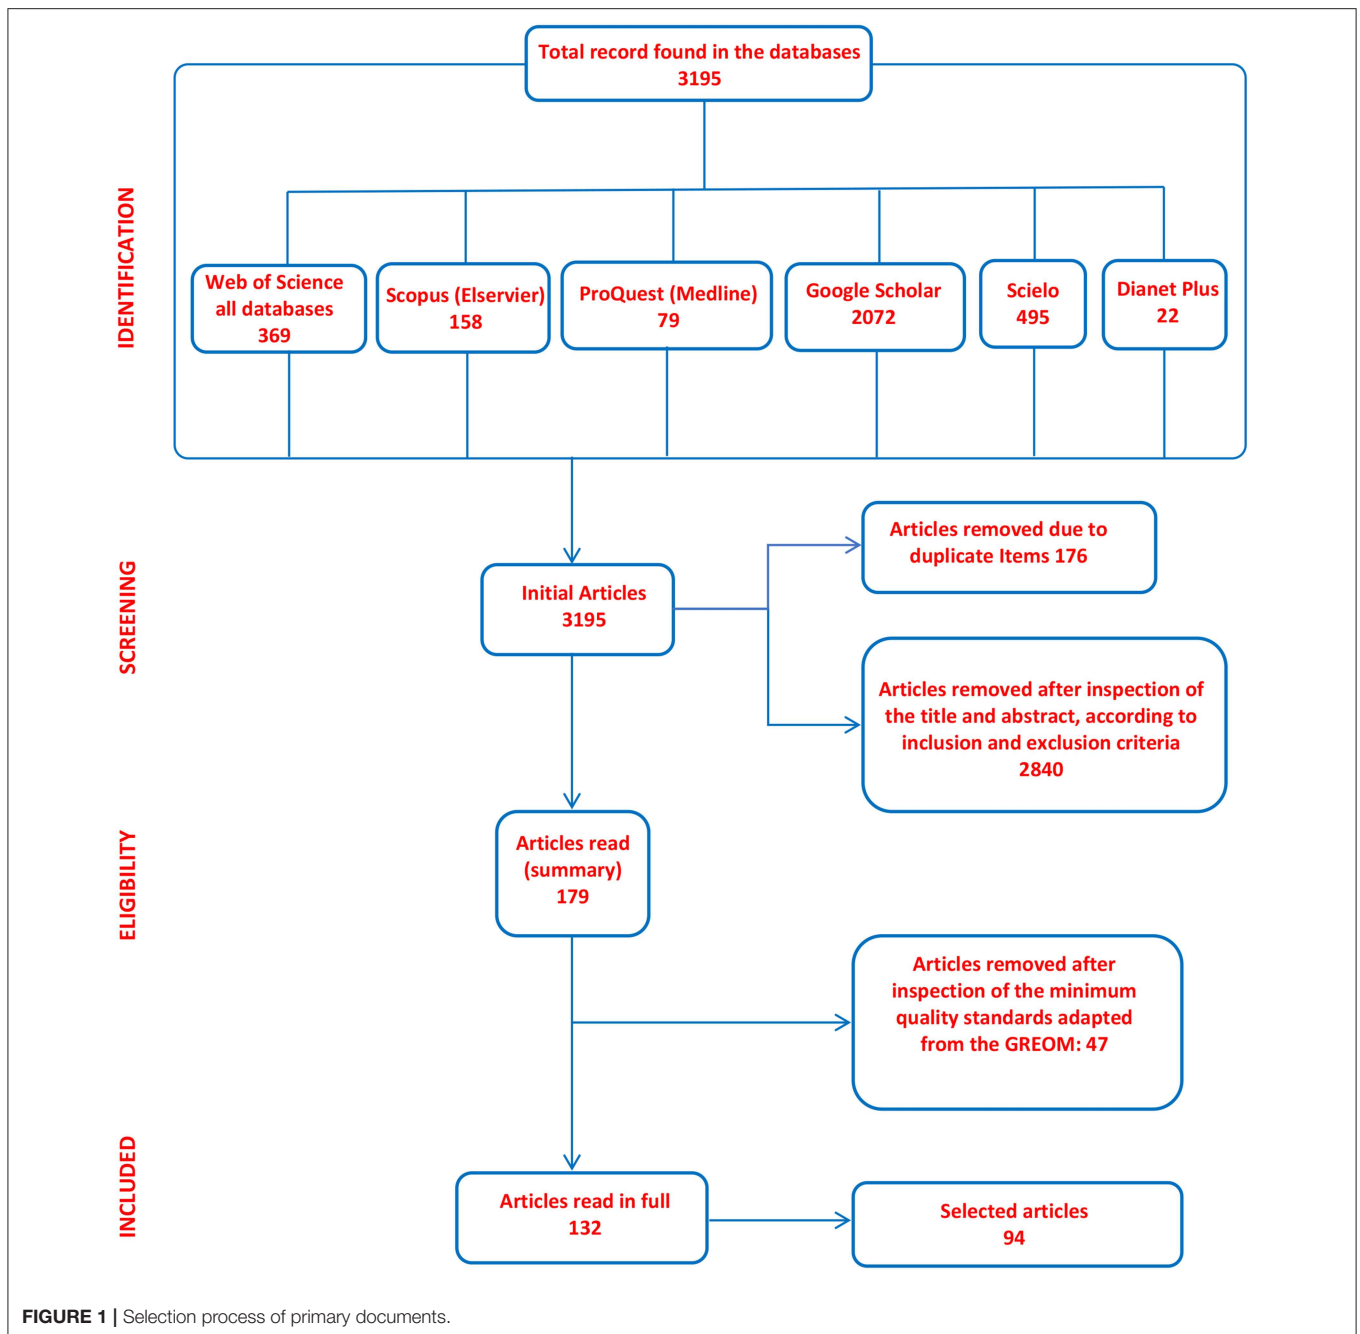 Total record found in the databases
3195
IDENTIFICATION
Web of Science
all databases
369
Scopus (Elservier)
158
ProQuest (Medline)
79
Google Scholar
2072
Scielo
495
Dianet Plus
22
SCREENING
Initial Articles
3195
Articles removed due to
duplicate Items 176
Articles removed after inspection of
the title and abstract, according to
inclusion and exclusion criteria
2840
ELIGIBILITY
Articles read
(summary)
179
Articles removed after
inspection of the minimum
quality standards adapted
from the GREOM: 47
INCLUDED
Articles read in full
132
Selected articles
94
FIGURE 1 | Selection process of primary documents.